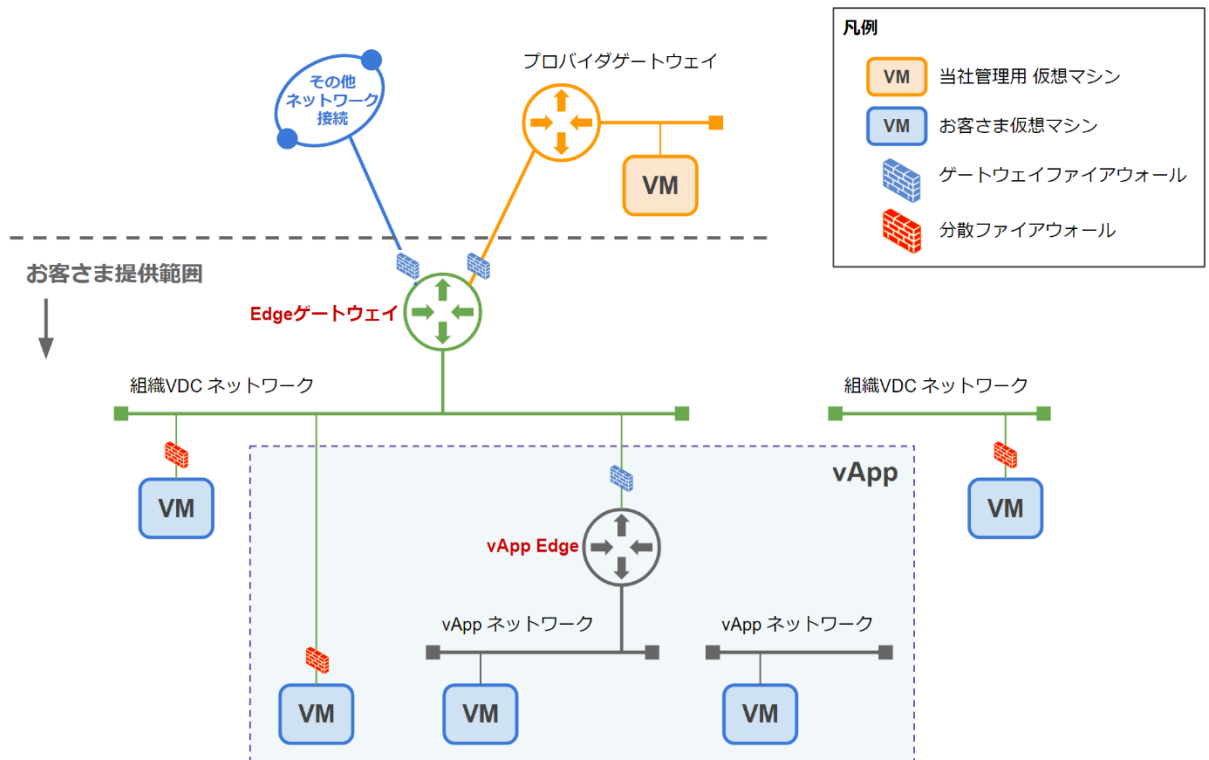 凡例
VM 当社管理用 仮想マシン
VM お客さま仮想マシン
ゲートウェイファイアウォール
分散ファイアウォール
その他
ネットワーク
接続
プロバイダゲートウェイ
VM
お客さま提供範囲
Edgeゲートウェイ
組織VDC ネットワーク
組織VDC ネットワーク
vApp
VM
VM
vApp Edge
vApp ネットワーク
vApp ネットワーク
VM
VM
VM